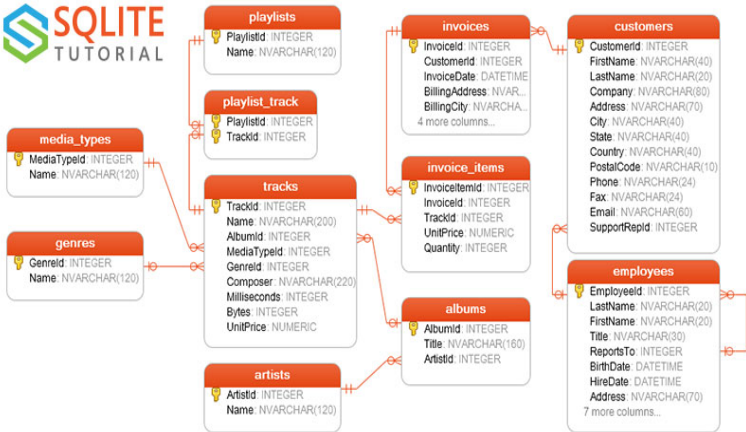 SQLITE
TUTORIAL
playlists
PlaylistId: INTEGER
Name: NVARCHAR(120)
playlist_track
PlaylistId: INTEGER
TrackId: INTEGER
media_types
MediaTypeId: INTEGER
Name: NVARCHAR(120)
genres
GenreId: INTEGER
Name: NVARCHAR(120)
tracks
TrackId: INTEGER
Name: NVARCHAR(200)
AlbumId: INTEGER
MediaTypeId: INTEGER
GenreId: INTEGER
Composer: NVARCHAR(220)
Milliseconds: INTEGER
Bytes: INTEGER
UnitPrice: NUMERIC
artists
ArtistId: INTEGER
Name: NVARCHAR(120)
invoices
InvoiceId: INTEGER
CustomerId: INTEGER
InvoiceDate: DATETIME
BillingAddress: NVAR...
BillingCity: NVARCHA...
4 more columns...
invoice_items
InvoiceItemId: INTEGER
InvoiceId: INTEGER
TrackId: INTEGER
UnitPrice: NUMERIC
Quantity: INTEGER
albums
AlbumId: INTEGER
Title: NVARCHAR(160)
ArtistId: INTEGER
customers
CustomerId: INTEGER
FirstName: NVARCHAR(40)
LastName: NVARCHAR(20)
Company: NVARCHAR(80)
Address: NVARCHAR(70)
City: NVARCHAR(40)
State: NVARCHAR(40)
Country: NVARCHAR(40)
PostalCode: NVARCHAR(10)
Phone: NVARCHAR(24)
Fax: NVARCHAR(24)
Email: NVARCHAR(60)
SupportRepId: INTEGER
employees
EmployeeId: INTEGER
LastName: NVARCHAR(20)
FirstName: NVARCHAR(20)
Title: NVARCHAR(30)
ReportsTo: INTEGER
BirthDate: DATETIME
HireDate: DATETIME
Address: NVARCHAR(70)
7 more columns...